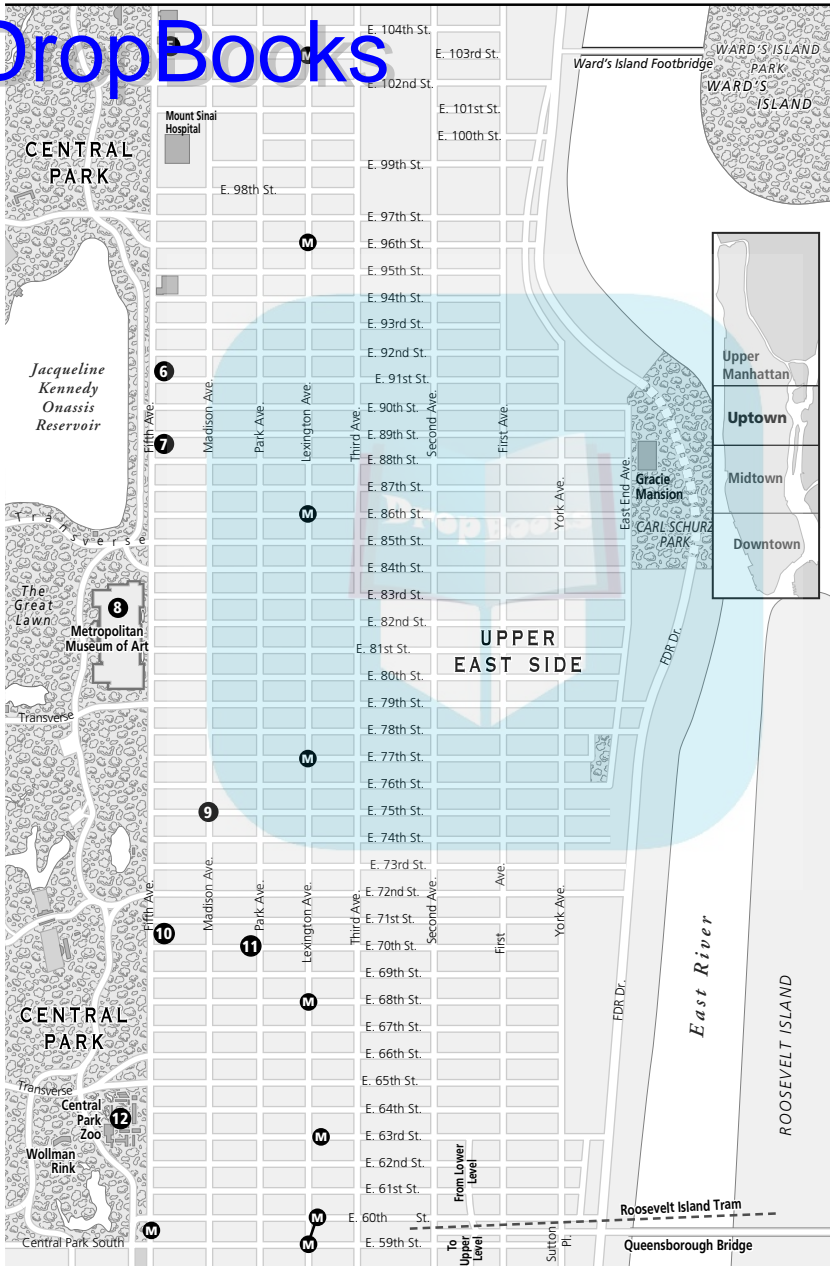 DropBooks
E. 104th St.
M
E. 103rd St.
E. 102nd St.
Ward's Island Footbridge
WARD'S ISLAND
PARK
WARD'S
ISLAND
E. 101st St.
E. 100th St.
Mount Sinai
Hospital
CENTRAL
PARK
E. 99th St.
E. 98th St.
E. 97th St.
M
E. 96th St.
E. 95th St.
E. 94th St.
E. 93rd St.
E. 92nd St.
6
E. 91st St.
Jacqueline
Kennedy
Onassis
Reservoir
Fifth Ave.
Madison Ave.
Park Ave.
Lexington Ave.
Third Ave.
Second Ave.
First Ave.
York Ave.
East End Ave.
E. 90th St.
7
E. 89th St.
E. 88th St.
E. 87th St.
M
E. 86th St.
E. 85th St.
E. 84th St.
E. 83rd St.
E. 82nd St.
E. 81st St.
E. 80th St.
E. 79th St.
E. 78th St.
M
E. 77th St.
E. 76th St.
9
E. 75th St.
E. 74th St.
E. 73rd St.
DropBooks
Gracie
Mansion
CARL SCHURZ
PARK
Upper
Manhattan
Uptown
Midtown
Downtown
Transverse
The
Great
Lawn
8
Metropolitan
Museum of Art
UPPER
EAST SIDE
FDR Dr.
Transverse
Fifth Ave.
Madison Ave.
Park Ave.
Lexington Ave.
Third Ave.
Second Ave.
First Ave.
York Ave.
E. 72nd St.
E. 71st St.
10
11
E. 70th St.
E. 69th St.
M
E. 68th St.
E. 67th St.
E. 66th St.
E. 65th St.
E. 64th St.
M
E. 63rd St.
E. 62nd St.
E. 61st St.
M
E. 60th St.
M
M
E. 59th St.
CENTRAL
PARK
Transverse
Central
Park
Zoo
12
Wollman
Rink
Central Park South
From Lower
Level
To
Upper
Level
Sutton
Pl.
FDR Dr.
East River
ROOSEVELT ISLAND
Roosevelt Island Tram
Queensborough Bridge